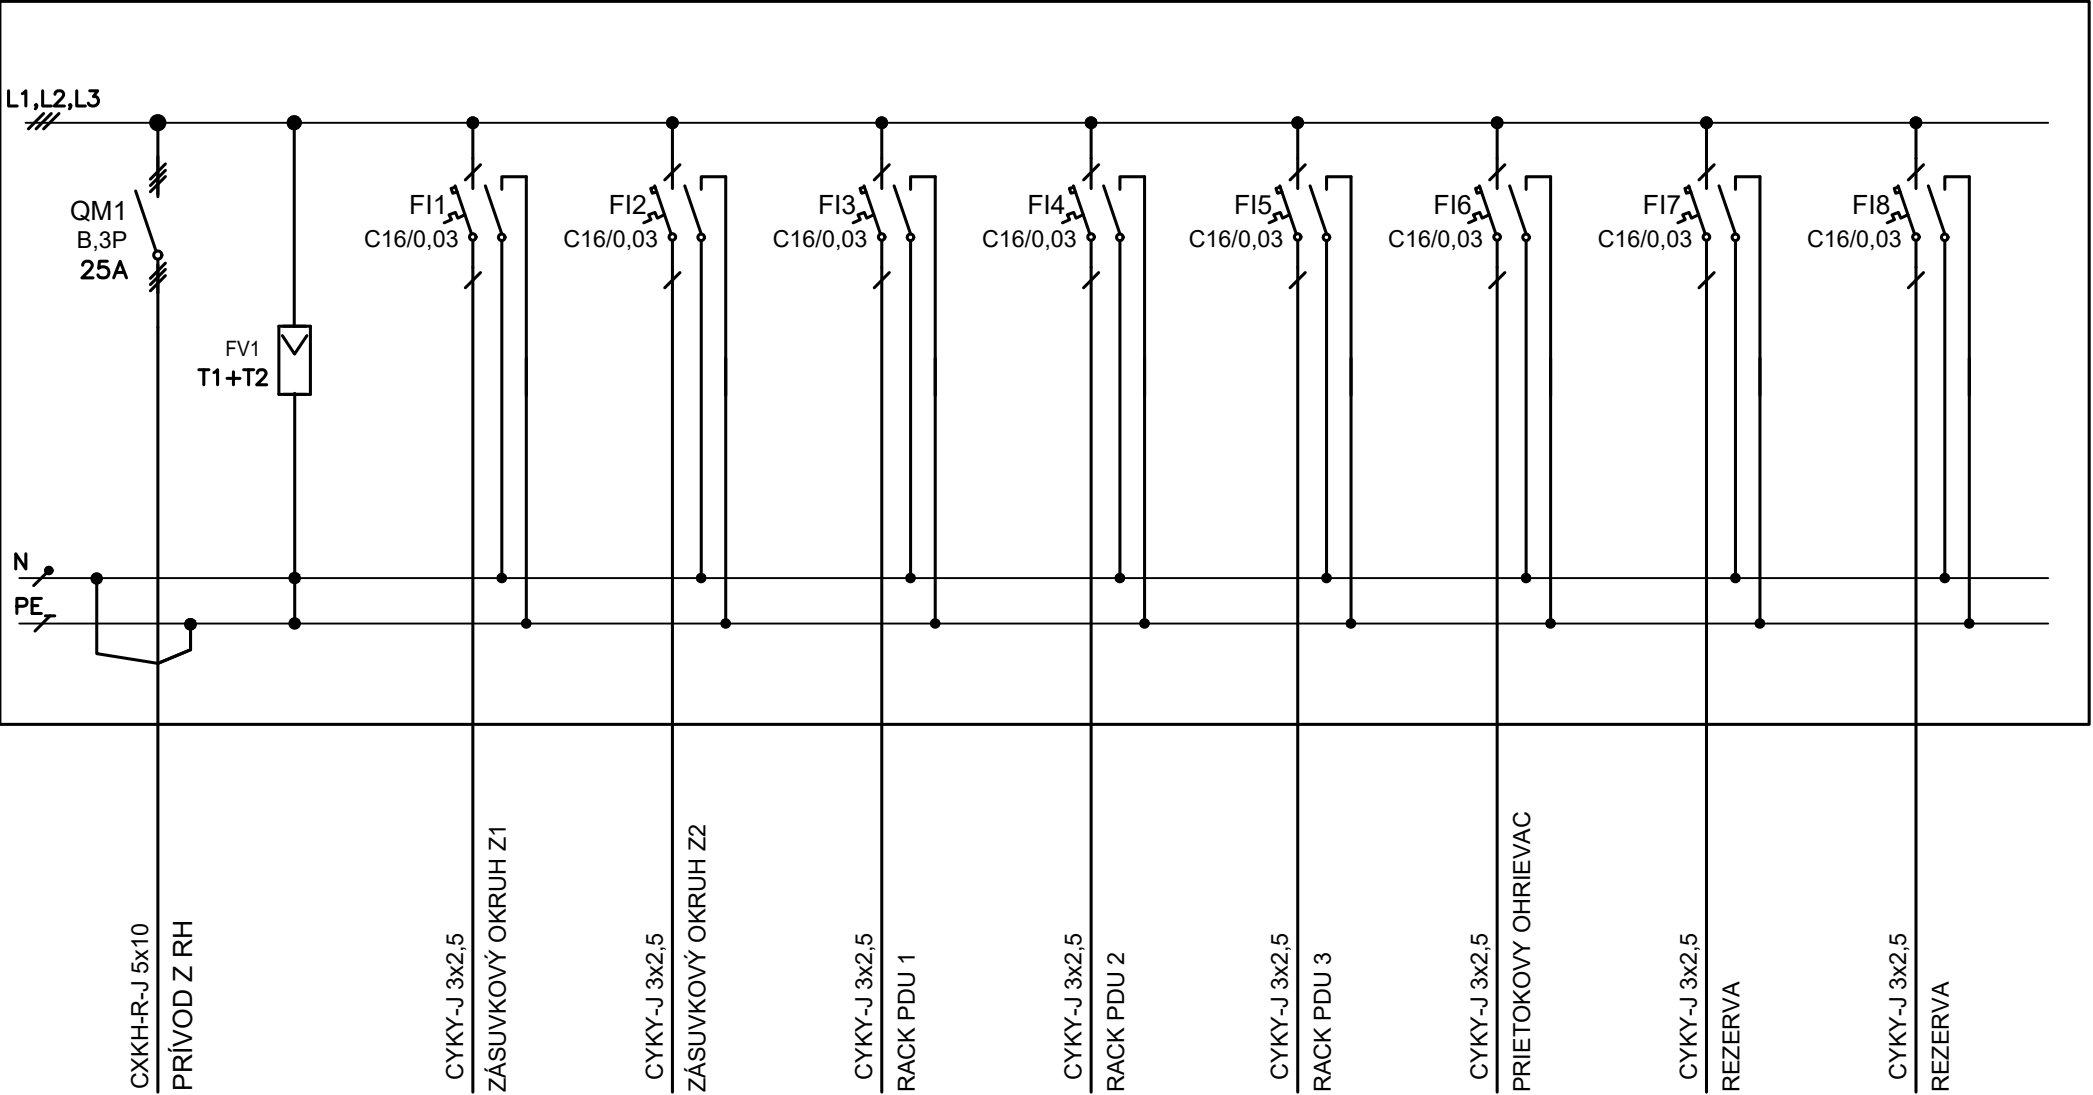 L1,L2,L3
QM1
B,3P
25A
FV1
T1+T2
FI1
C16/0,03
FI2
C16/0,03
FI3
C16/0,03
FI4
C16/0,03
FI5
C16/0,03
FI6
C16/0,03
FI7
C16/0,03
FI8
C16/0,03
N
PE
CXKH-R-J 5x10
PRÍVOD Z RH
CYKY-J 3x2,5
ZÁSUVKOVÝ OKRUH Z1
CYKY-J 3x2,5
ZÁSUVKOVÝ OKRUH Z2
CYKY-J 3x2,5
RACK PDU 1
CYKY-J 3x2,5
RACK PDU 2
CYKY-J 3x2,5
RACK PDU 3
CYKY-J 3x2,5
PRIETOKOVY OHRIEVAC
CYKY-J 3x2,5
REZERVA
CYKY-J 3x2,5
REZERVA